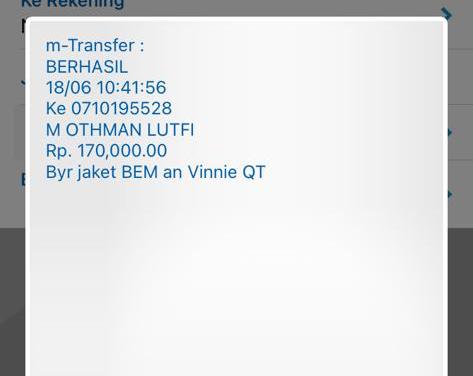 Ke Rekening
m-Transfer :
BERHASIL
18/06 10:41:56
Ke 0710195528
M OTHMAN LUTFI
Rp. 170,000.00
Byr jaket BEM an Vinnie QT